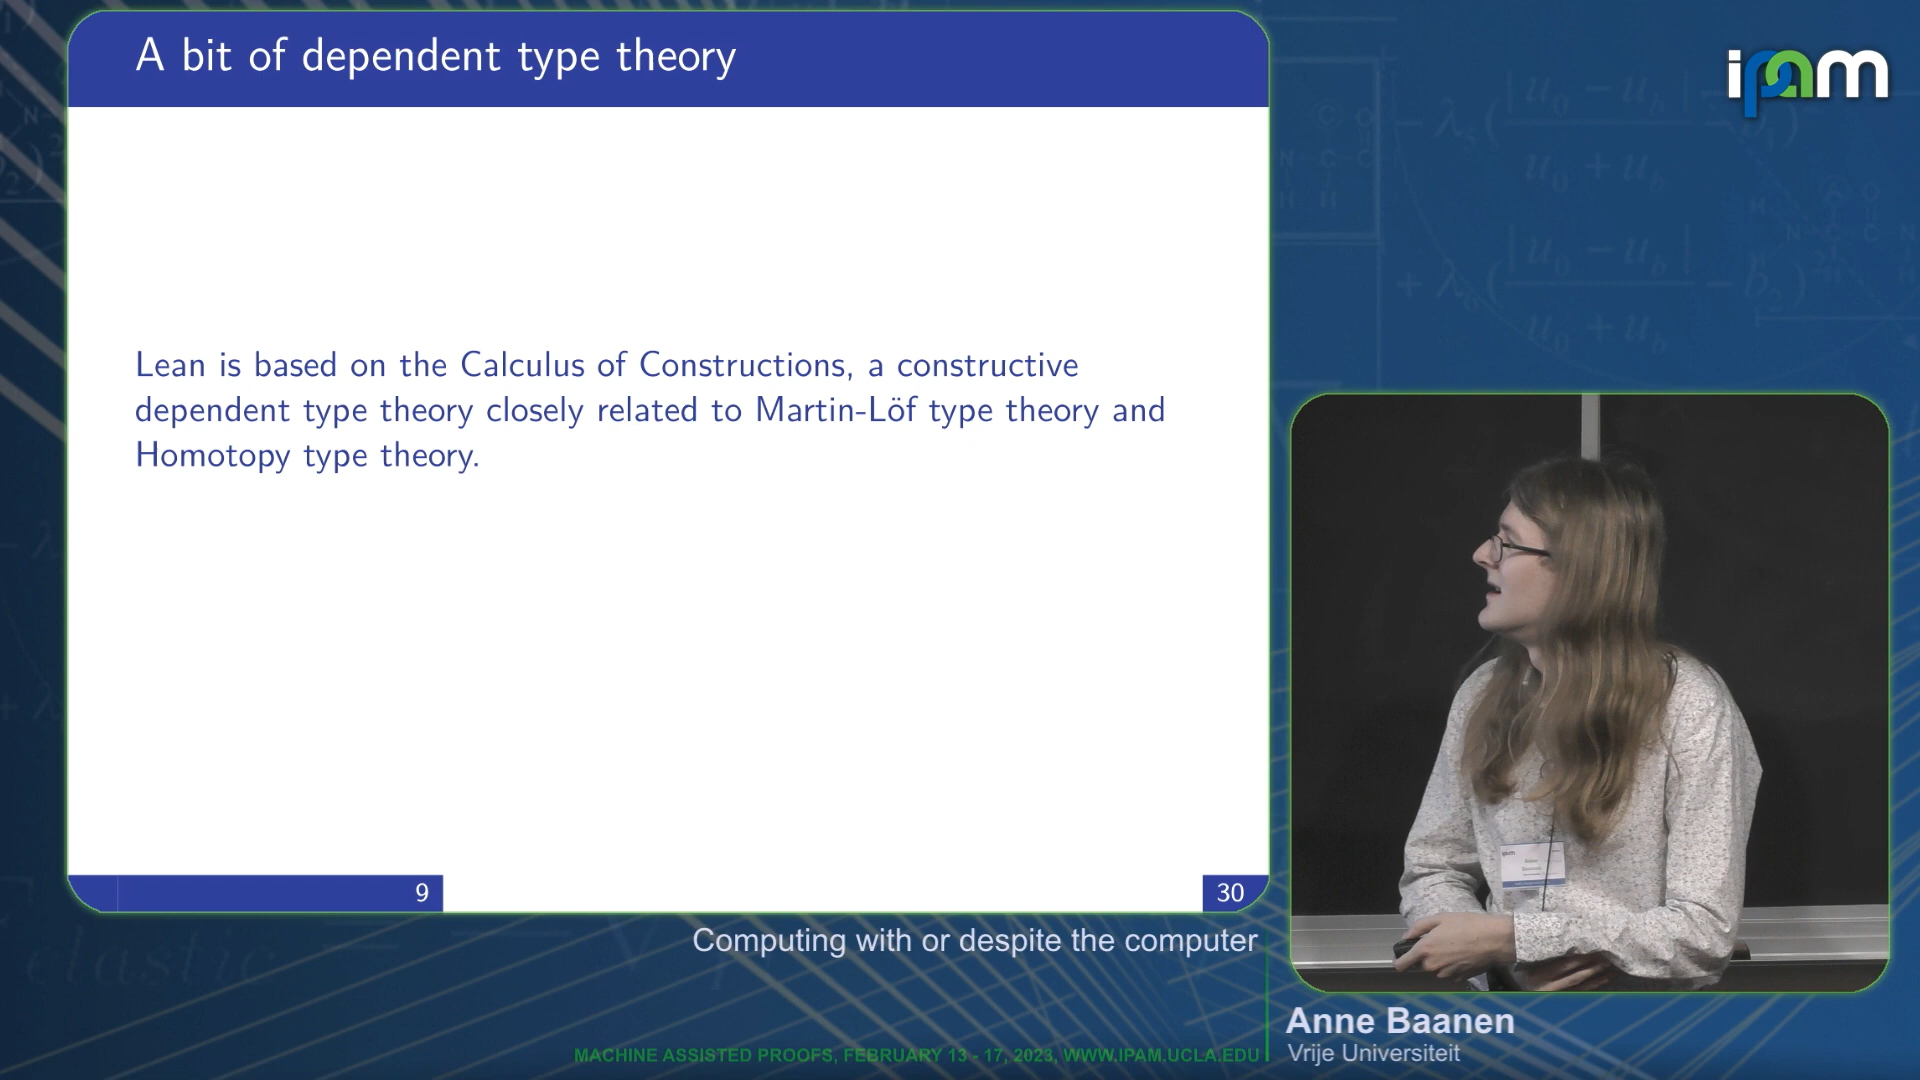 A bit of dependent type theory
ipam
Lean is based on the Calculus of Constructions, a constructive
dependent type theory closely related to Martin-Löf type theory and
Homotopy type theory.
9
30
Computing with or despite the computer
Anne Baanen
Vrije Universiteit
MACHINE ASSISTED PROOFS, FEBRUARY 13 - 17, 2023, WWW.IPAM.UCLA.EDU